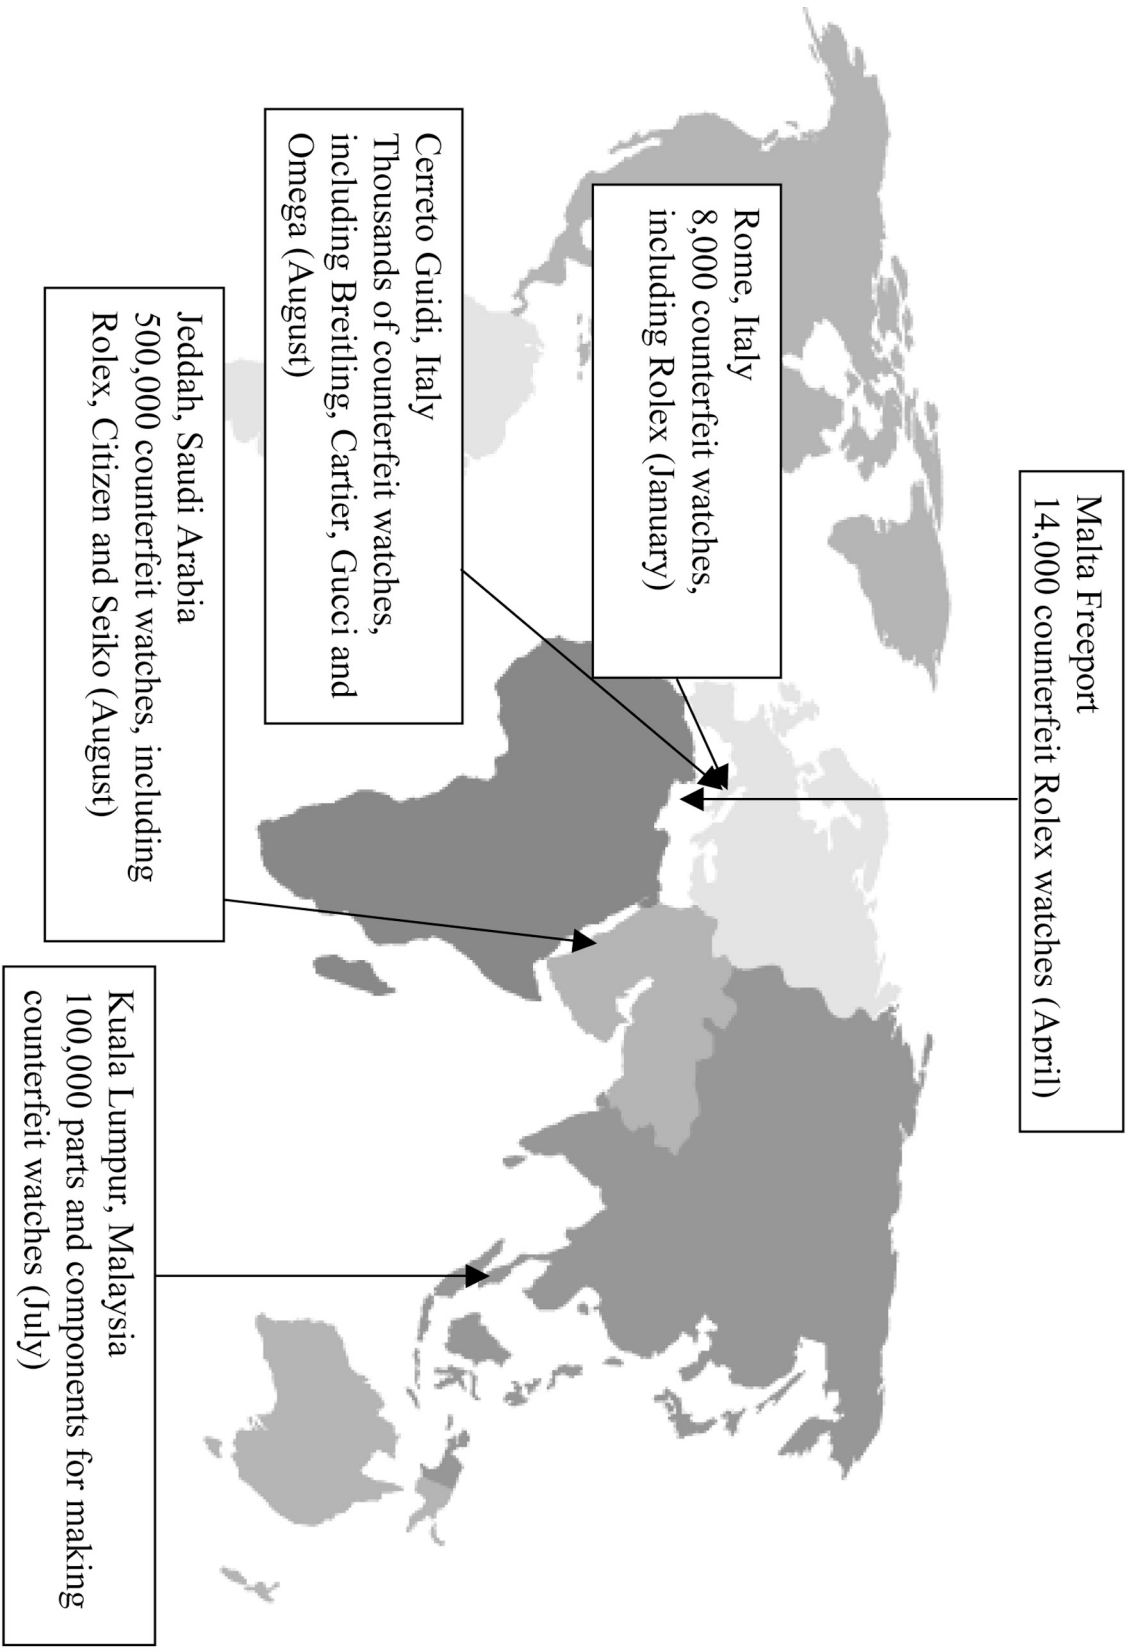 Malta Freeport
14,000 counterfeit Rolex watches (April)
Rome, Italy
8,000 counterfeit watches,
including Rolex (January)
Cerreto Guidi, Italy
Thousands of counterfeit watches,
including Breitling, Cartier, Gucci and
Omega (August)
Jeddah, Saudi Arabia
500,000 counterfeit watches, including
Rolex, Citizen and Seiko (August)
Kuala Lumpur, Malaysia
100,000 parts and components for making
counterfeit watches (July)